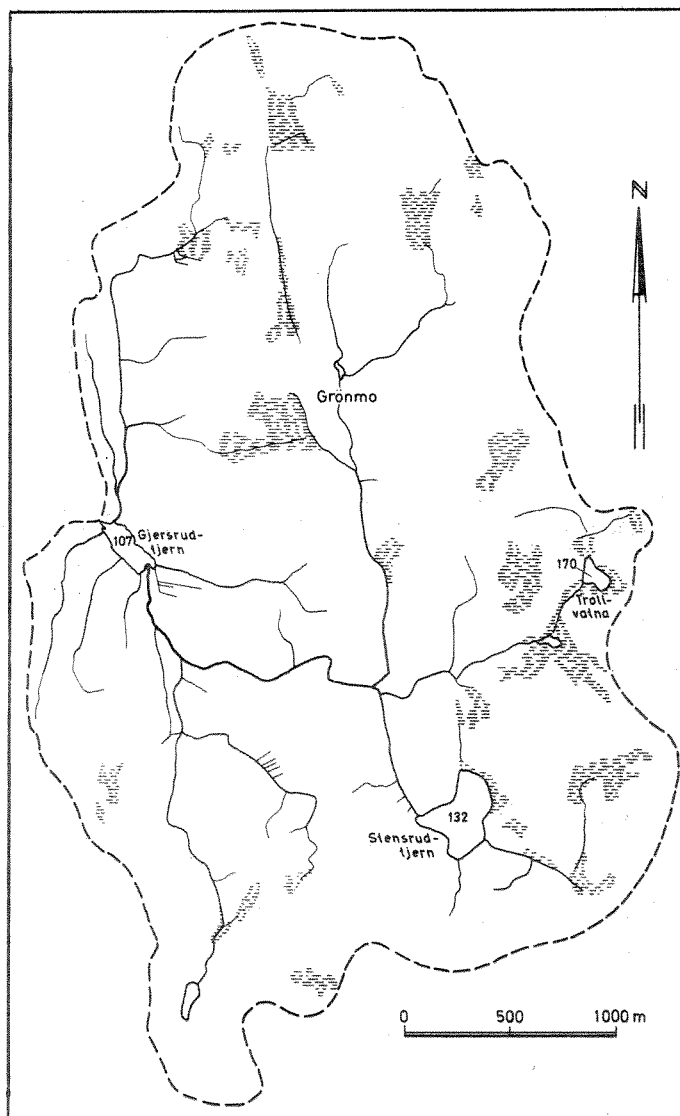 N
Grönmo
107 Gjersrud-
tjern
170
Troll-
vatna
132
Stensrud-
tjern
0 500 1000 m